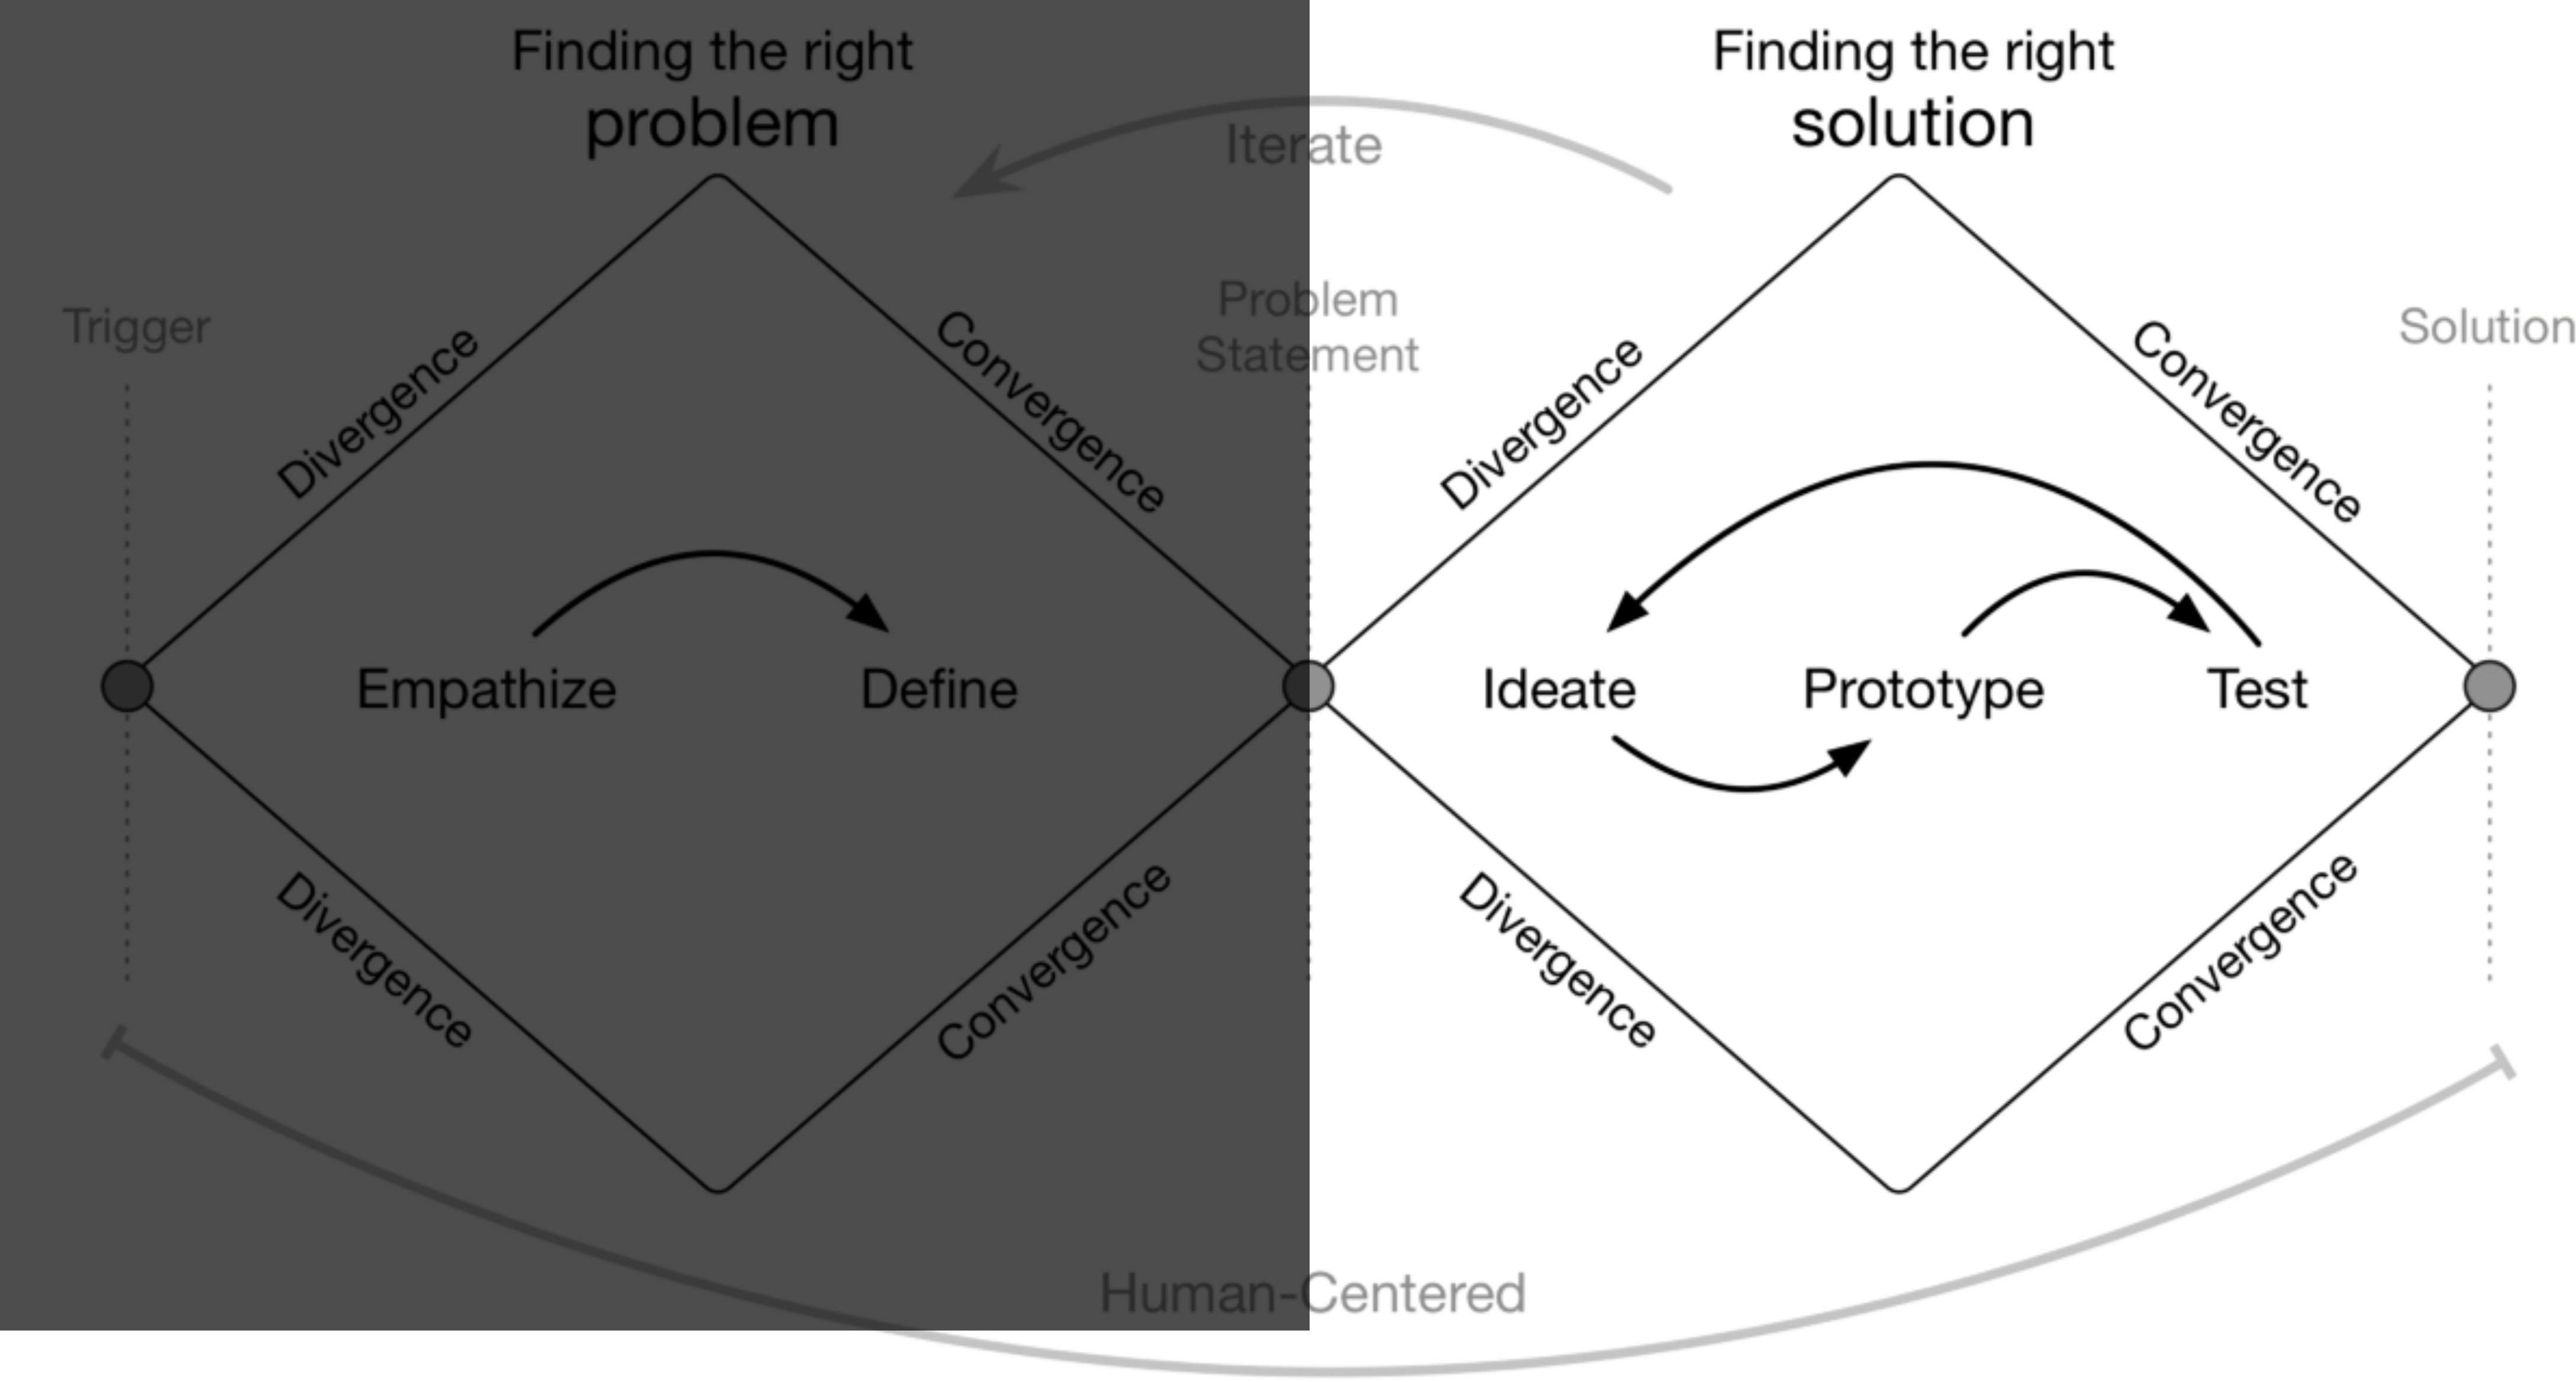 Finding the right
problem
Finding the right
solution
Iterate
Trigger
Problem
Statement
Solution
Divergence
Convergence
Divergence
Convergence
Empathize
Define
Ideate
Prototype
Test
Divergence
Convergence
Divergence
Convergence
Human-Centered